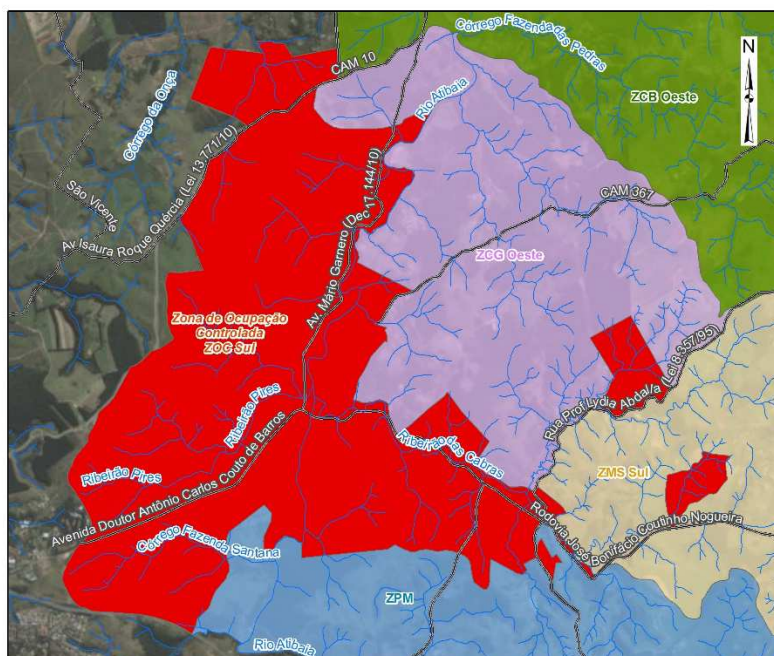 Córrego Fazenda das Pedras
N
CAM 10
Rio Atibaia
ZCB Oeste
Córrego da Onça
São Vicente
Av Isaura Roque Quércia (Lei 13.771/10)
Av. Mário Garnero (Dec 17.144/10)
CAM 367
ZCG Oeste
Zona de Ocupação
Controlada
ZOC Sul
Rua Prof Lydia Abdalla (Lei 8.357/95)
Ribeirão Pires
Ribeirão das Cabras
Ribeirão Pires
ZMS Sul
Avenida Doutor Antônio Carlos Couto de Barros
Rodovia José Bonifácio Coutinho Nogueira
Córrego Fazenda Santana
ZPM
Rio Atibaia